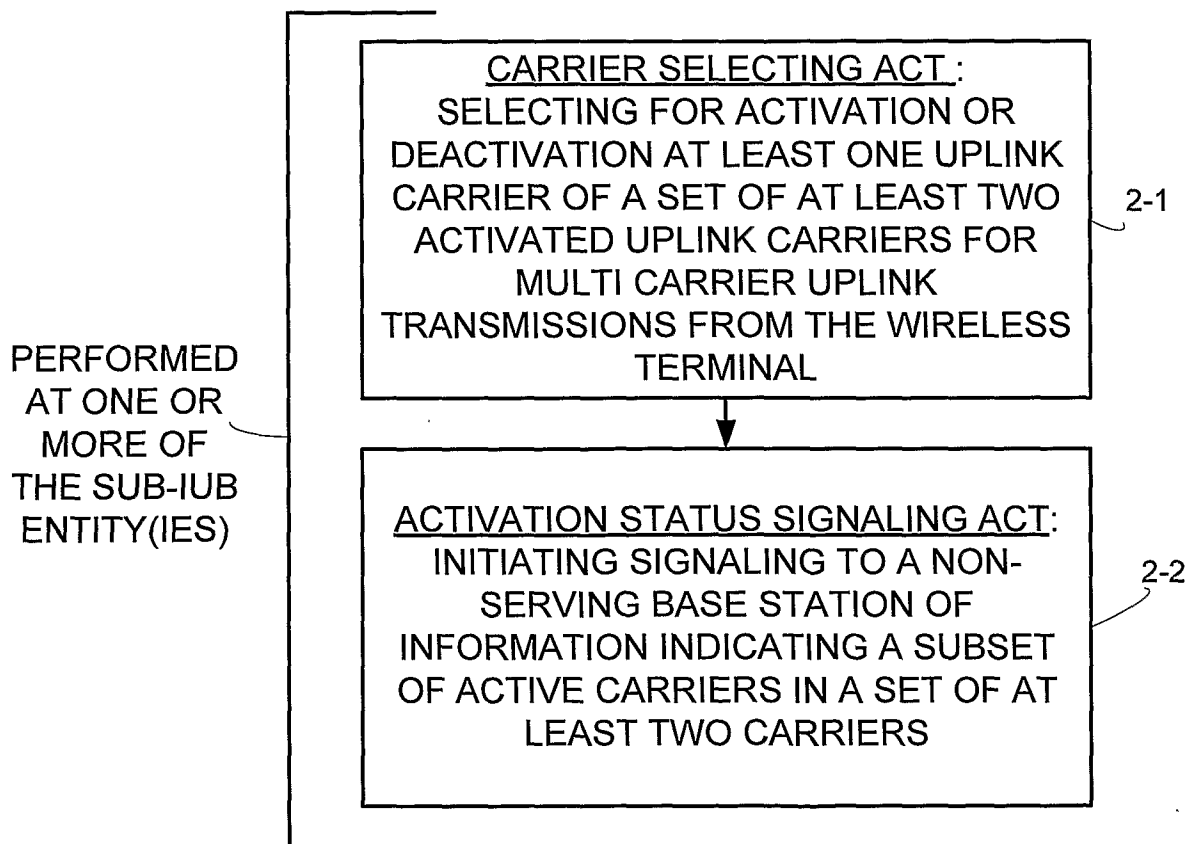 CARRIER SELECTING ACT :
SELECTING FOR ACTIVATION OR
DEACTIVATION AT LEAST ONE UPLINK
CARRIER OF A SET OF AT LEAST TWO
ACTIVATED UPLINK CARRIERS FOR
MULTI CARRIER UPLINK
TRANSMISSIONS FROM THE WIRELESS
TERMINAL
2-1
PERFORMED
AT ONE OR
MORE OF
THE SUB-IUB
ENTITY(IES)
ACTIVATION STATUS SIGNALING ACT:
INITIATING SIGNALING TO A NON-
SERVING BASE STATION OF
INFORMATION INDICATING A SUBSET
OF ACTIVE CARRIERS IN A SET OF AT
LEAST TWO CARRIERS
2-2